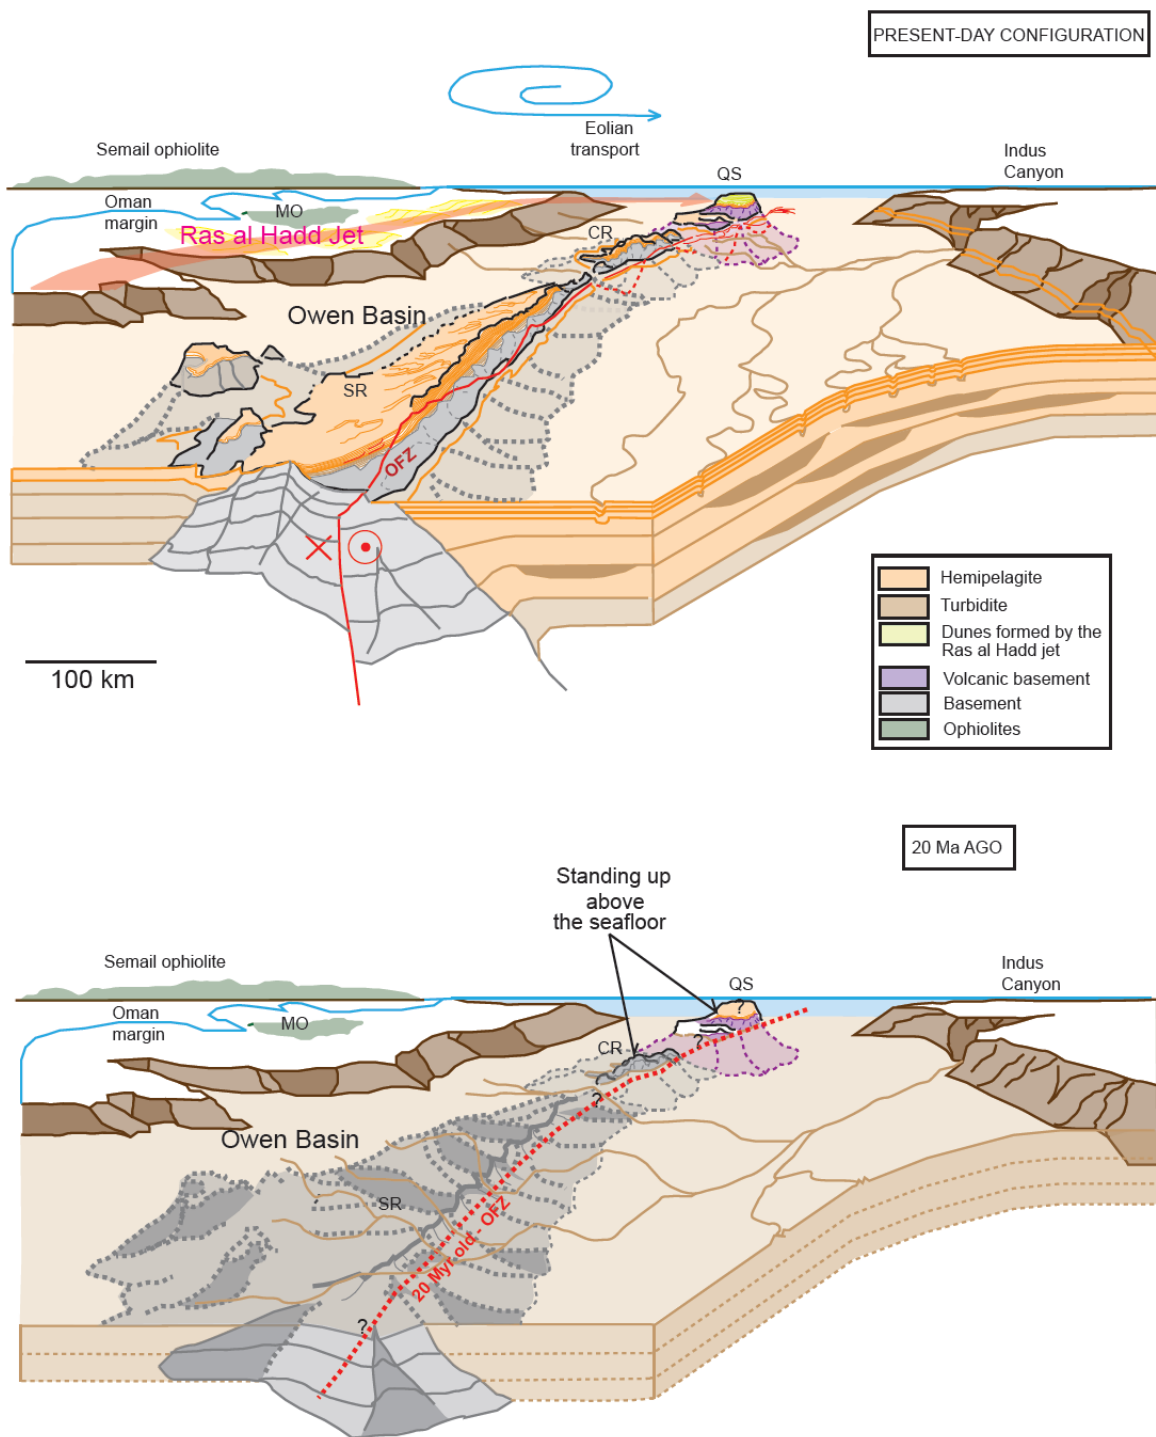 PRESENT-DAY CONFIGURATION
Eolian
transport
Semail ophiolite
QS
Indus
Canyon
Oman
margin
MO
Ras al Hadd Jet
CR
Owen Basin
SR
OFZ
100 km
Hemipelagite
Turbidite
Dunes formed by the
Ras al Hadd jet
Volcanic basement
Basement
Ophiolites
20 Ma AGO
Standing up
above
the seafloor
Semail ophiolite
QS
Indus
Canyon
?
Oman
margin
MO
?
CR
?
Owen Basin
SR
20 Myr old - OFZ
?